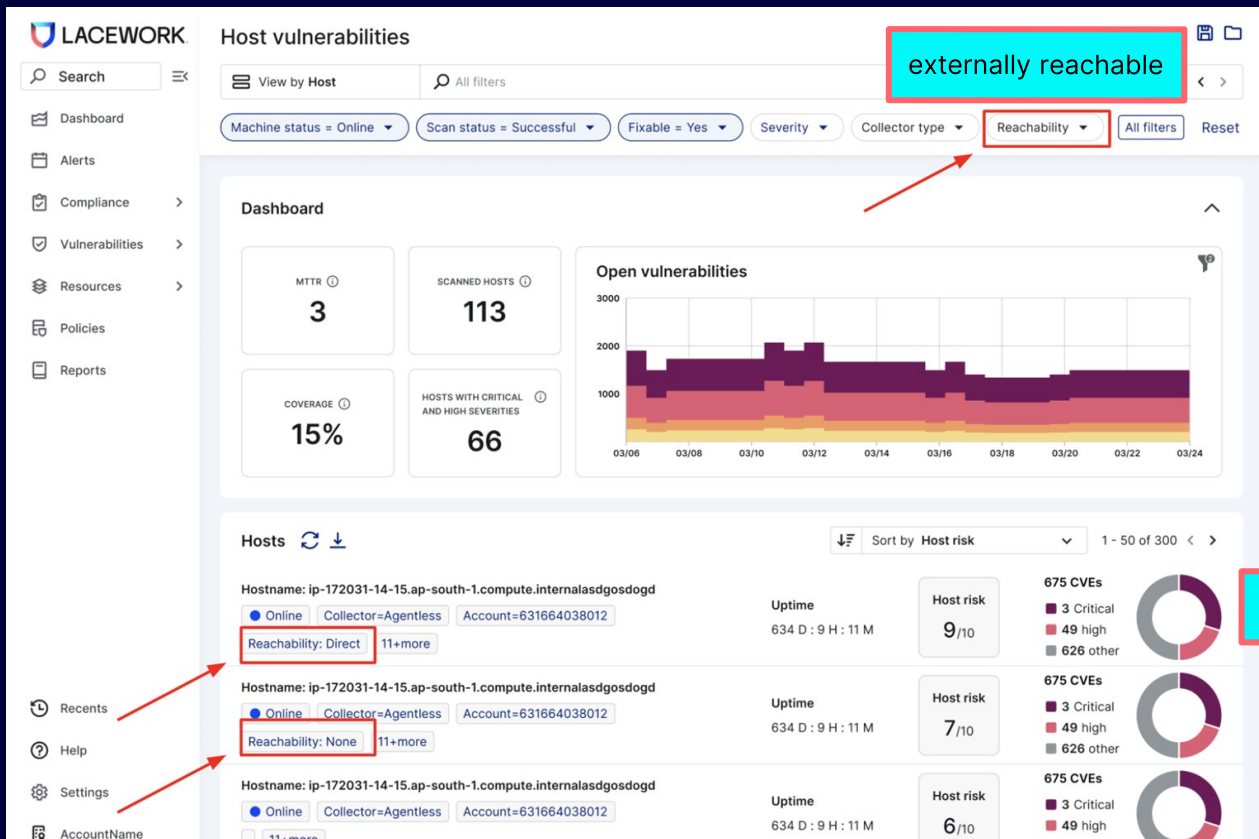 LACEWORK
Search
Dashboard
Alerts
Compliance
Vulnerabilities
Resources
Policies
Reports
Recents
Help
Settings
AccountName
Host vulnerabilities
externally reachable
View by Host
All filters
Machine status = Online
Scan status = Successful
Fixable = Yes
Severity
Collector type
Reachability
All filters
Reset
Dashboard
MTTR
3
SCANNED HOSTS
113
COVERAGE
15%
HOSTS WITH CRITICAL
AND HIGH SEVERITIES
66
Open vulnerabilities
2
3000
2000
1000
03/06 03/08 03/10 03/12 03/14 03/16 03/18 03/20 03/22 03/24
Hosts
Sort by Host risk
1 - 50 of 300
Hostname: ip-172031-14-15.ap-south-1.compute.internalasdgosdogd
Online Collector=Agentless Account=631664038012
Reachability: Direct 11+more
Uptime
634 D : 9 H : 11 M
Host risk
9/10
675 CVEs
3 Critical
49 high
626 other
Hostname: ip-172031-14-15.ap-south-1.compute.internalasdgosdogd
Online Collector=Agentless Account=631664038012
Reachability: None 11+more
Uptime
634 D : 9 H : 11 M
Host risk
7/10
675 CVEs
3 Critical
49 high
626 other
Hostname: ip-172031-14-15.ap-south-1.compute.internalasdgosdogd
Online Collector=Agentless Account=631664038012
11+more
Uptime
634 D : 9 H : 11 M
Host risk
6/10
675 CVEs
3 Critical
49 high